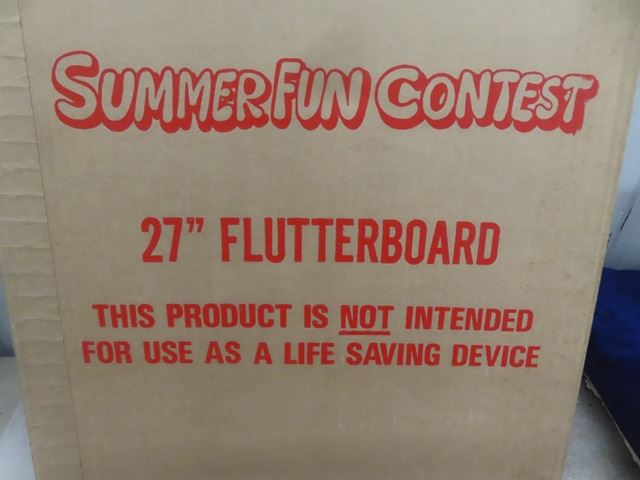 SUMMER FUN CONTEST
27” FLUTTERBOARD
THIS PRODUCT IS NOT INTENDED
FOR USE AS A LIFE SAVING DEVICE